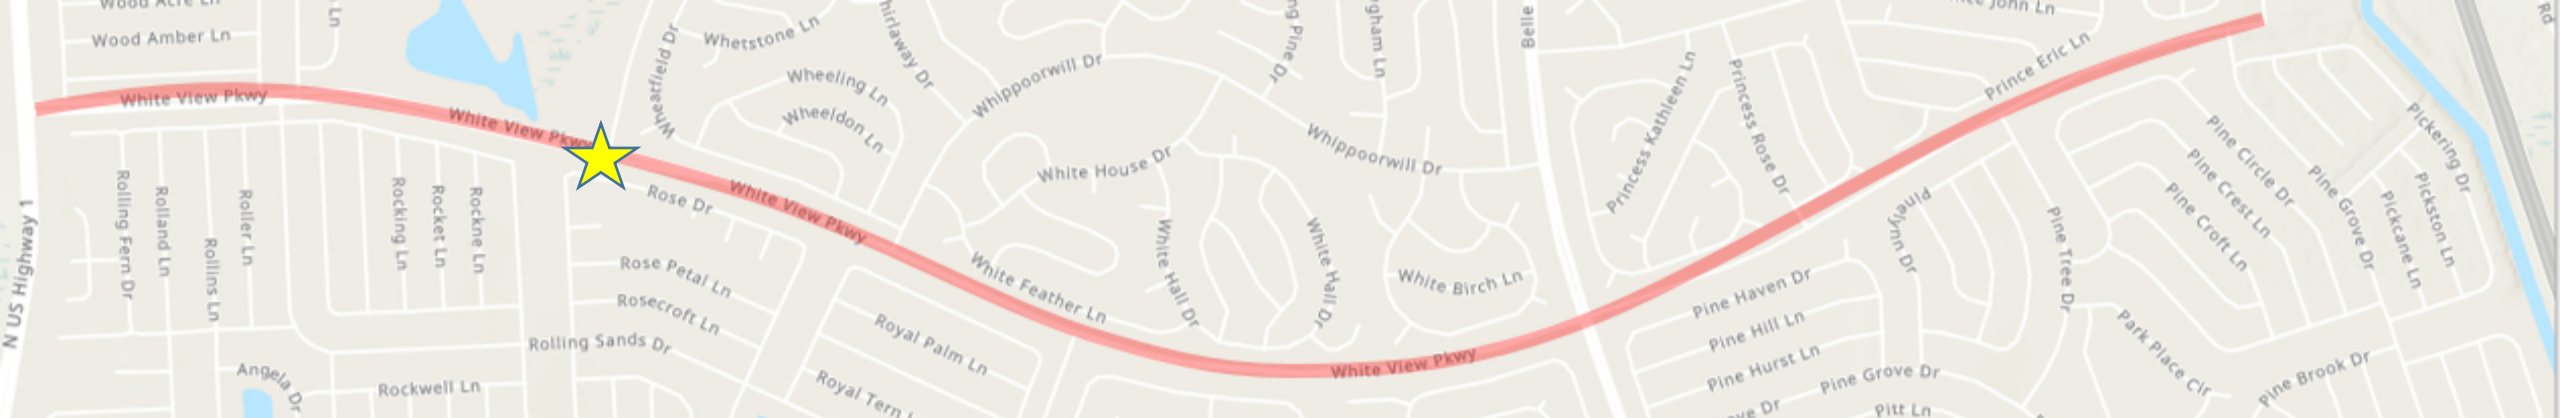 Wood Acre Ln
Wood Amber Ln
Ln
White View Pkwy
White View Pkwy
Wheatfield Dr
Whetstone Ln
Wheeling Ln
Wheeldon Ln
Whippoorwill Dr
White House Dr
Whippoorwill Dr
Belle
Princess Kathleen Ln
Princess Rose Dr
Prince Eric Ln
Rd
Rolling Fern Dr
Rolland Ln
Rollins Ln
Roller Ln
Rocking Ln
Rocket Ln
Rockne Ln
Rose Dr
White View Pkwy
White Feather Ln
White Hall Dr
White Hall Dr
White Birch Ln
White View Pkwy
Pinelynn Dr
Pine Tree Dr
Pine Circle Dr
Pine Crest Ln
Pine Croft Ln
Pine Grove Dr
Pickering Dr
Pickston Ln
Pickcane Ln
N US Highway 1
Rose Petal Ln
Rosecroft Ln
Rolling Sands Dr
Royal Palm Ln
Royal Tern
Angela Dr
Rockwell Ln
Pine Haven Dr
Pine Hill Ln
Pine Hurst Ln
Pine Grove Dr
Pitt Ln
Park Place Cir
Pine Brook Dr